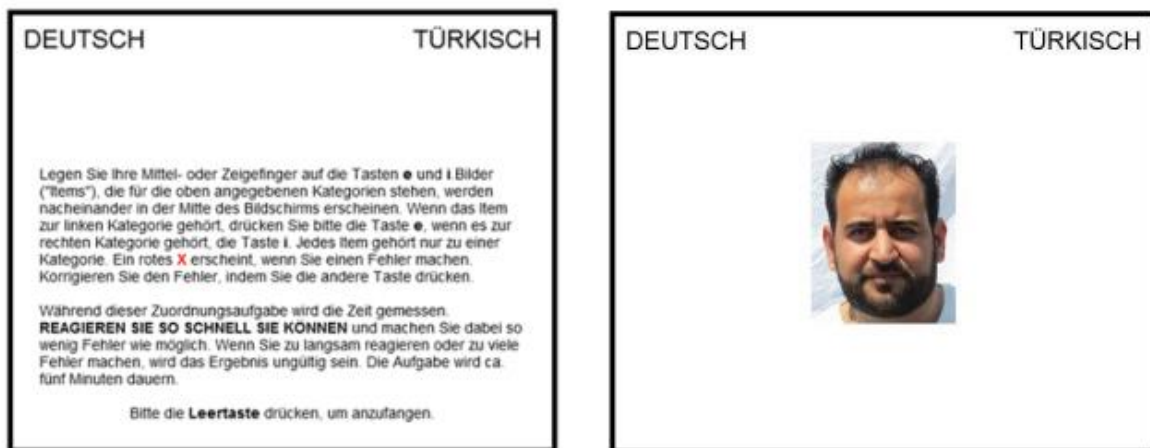 DEUTSCH TÜRKISCH
Legen Sie Ihre Mittel- oder Zeigefinger auf die Tasten e und i Bilder
("Items"), die für die oben angegebenen Kategorien stehen, werden
nacheinander in der Mitte des Bildschirms erscheinen. Wenn das Item
zur linken Kategorie gehört, drücken Sie bitte die Taste e, wenn es zur
rechten Kategorie gehört, die Taste i. Jedes Item gehört nur zu einer
Kategorie. Ein rotes X erscheint, wenn Sie einen Fehler machen.
Korrigieren Sie den Fehler, indem Sie die andere Taste drücken.
Während dieser Zuordnungsaufgabe wird die Zeit gemessen.
REAGIEREN SIE SO SCHNELL SIE KÖNNEN und machen Sie dabei so
wenig Fehler wie möglich. Wenn Sie zu langsam reagieren oder zu viele
Fehler machen, wird das Ergebnis ungültig sein. Die Aufgabe wird ca.
fünf Minuten dauern.
Bitte die Leertaste drücken, um anzufangen.
DEUTSCH TÜRKISCH